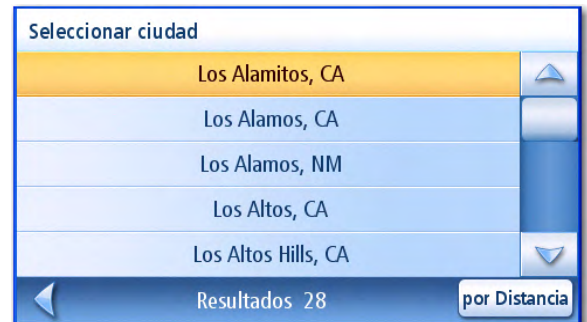 Seleccionar ciudad
Los Alamitos, CA
Los Alamos, CA
Los Alamos, NM
Los Altos, CA
Los Altos Hills, CA
Resultados 28
por Distancia